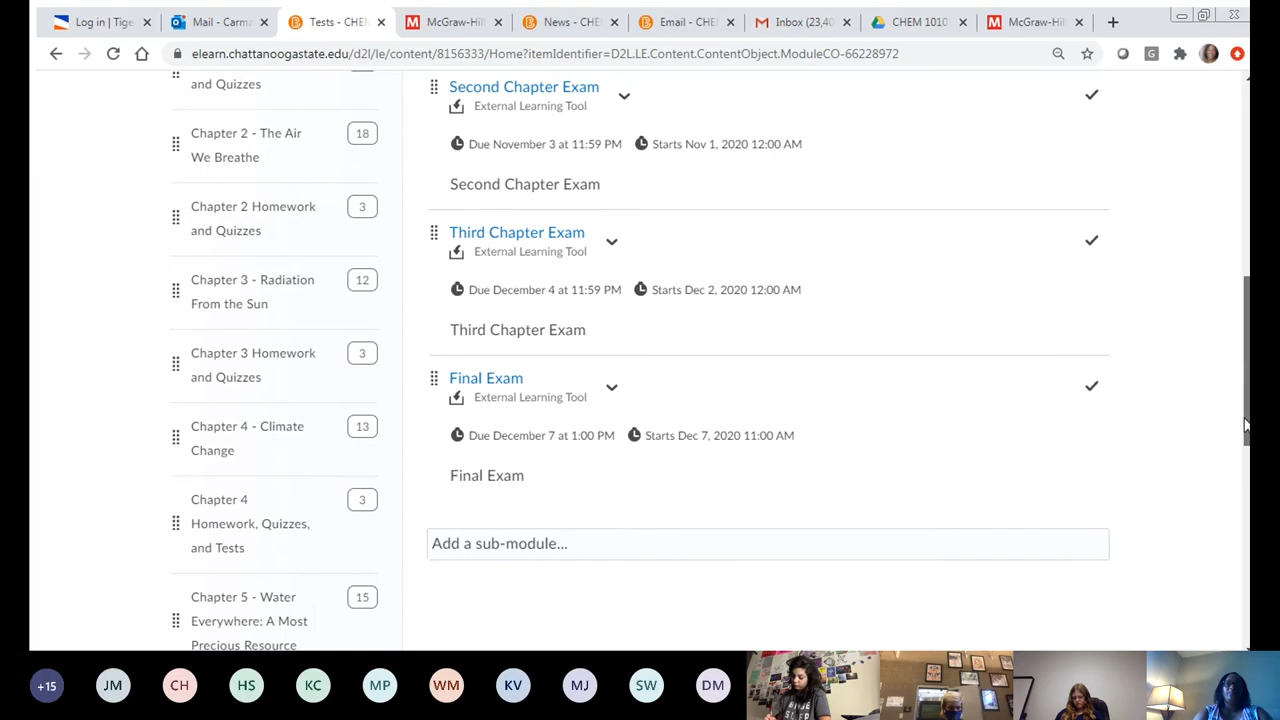 Log in | Tige
Mail - Carma
Tests - CHEM
McGraw-Hill
News - CHE
Email - CHEM
Inbox (23,40
CHEM 1010
McGraw-Hill
elearn.chattanoogastate.edu/d2l/le/content/8156333/Home?itemIdentifier=D2L.LE.Content.ContentObject.ModuleCO-66228972
and Quizzes
Chapter 2 - The Air
We Breathe
18
Chapter 2 Homework
and Quizzes
3
Chapter 3 - Radiation
From the Sun
12
Chapter 3 Homework
and Quizzes
3
Chapter 4 - Climate
Change
13
Chapter 4
Homework, Quizzes,
and Tests
3
Chapter 5 - Water
Everywhere: A Most
Precious Resource
15
Second Chapter Exam
External Learning Tool
Due November 3 at 11:59 PM Starts Nov 1, 2020 12:00 AM
Second Chapter Exam
Third Chapter Exam
External Learning Tool
Due December 4 at 11:59 PM Starts Dec 2, 2020 12:00 AM
Third Chapter Exam
Final Exam
External Learning Tool
Due December 7 at 1:00 PM Starts Dec 7, 2020 11:00 AM
Final Exam
Add a sub-module...
+15 JM CH HS KC MP WM KV MJ SW DM